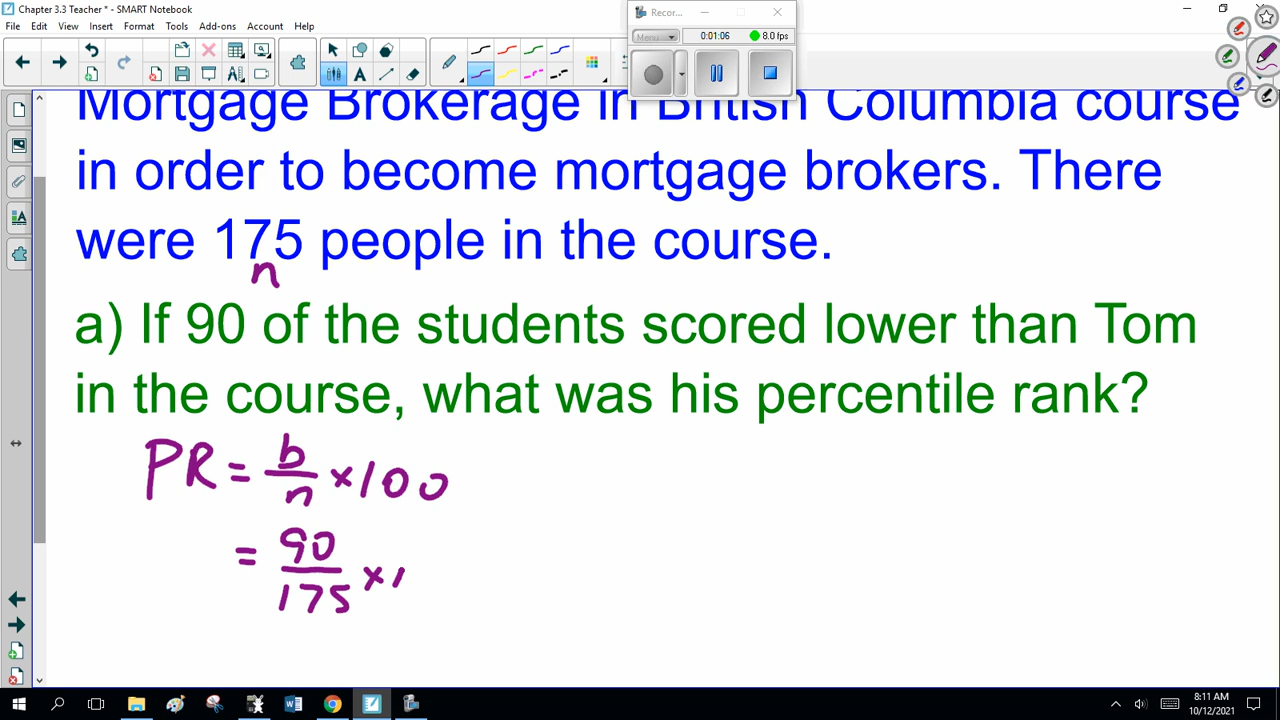 Chapter 3.3 Teacher * - SMART Notebook
Recor...
File Edit View Insert Format Tools Add-ons Account Help
Menu 0:01:06 8.0 fps
Mortgage Brokerage in British Columbia course
in order to become mortgage brokers. There
were 175 people in the course.
n
a) If 90 of the students scored lower than Tom
in the course, what was his percentile rank?
PR = b/n × 100
= 90/175 × 1
8:11 AM
10/12/2021